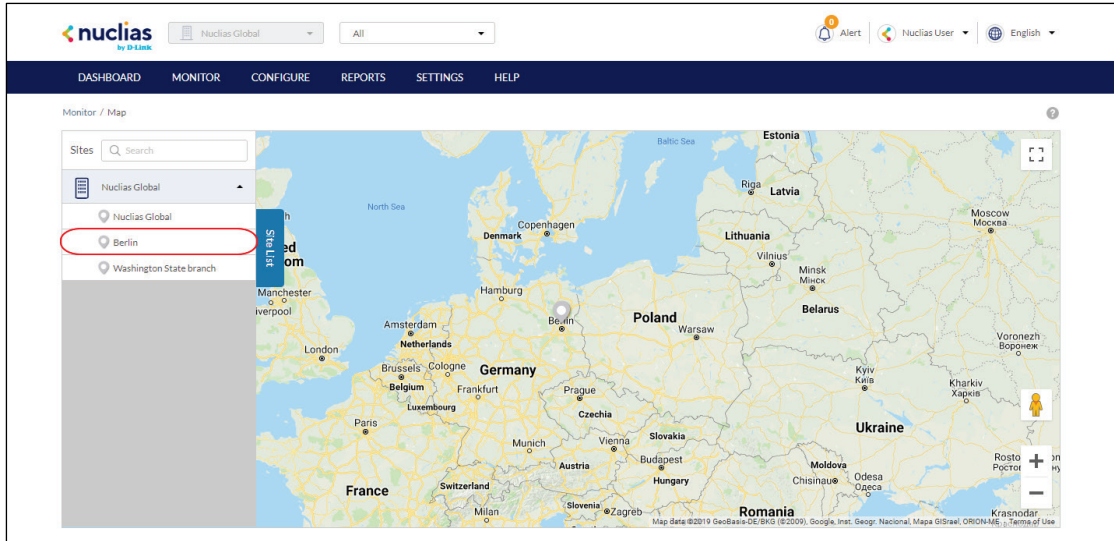 nuclias
by D-Link
Nuclias Global
All
0
Alert
Nuclias User
English
DASHBOARD MONITOR CONFIGURE REPORTS SETTINGS HELP
Monitor / Map
?
Sites
Search
Nuclias Global
Nuclias Global
Berlin
Washington State branch
Site List
Baltic Sea
Estonia
Riga
Latvia
North Sea
Moscow
Москва
Copenhagen
Denmark
Lithuania
Vilnius
Minsk
Мінск
Manchester
Hamburg
Belarus
Berlin
Poland
Warsaw
Amsterdam
Netherlands
Voronezh
Воронеж
London
Brussels
Cologne
Germany
Kyiv
Київ
Belgium
Frankfurt
Prague
Kharkiv
Харків
Luxembourg
Czechia
Paris
Ukraine
Munich
Vienna
Slovakia
Austria
Budapest
Hungary
Moldova
Chisinau
Odesa
Одеса
Switzerland
France
Slovenia
Zagreb
Milan
Romania
Krasnodar
Map data ©2019 GeoBasis-DE/BKG (©2009), Google, Inst. Geogr. Nacional, Mapa GISrael, ORION-ME
Terms of Use